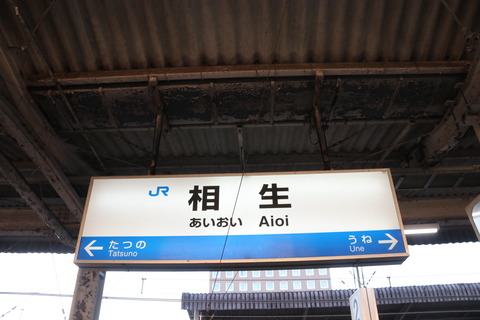 JR 相生
あいおい Aioi
たつの うね
Tatsuno Une